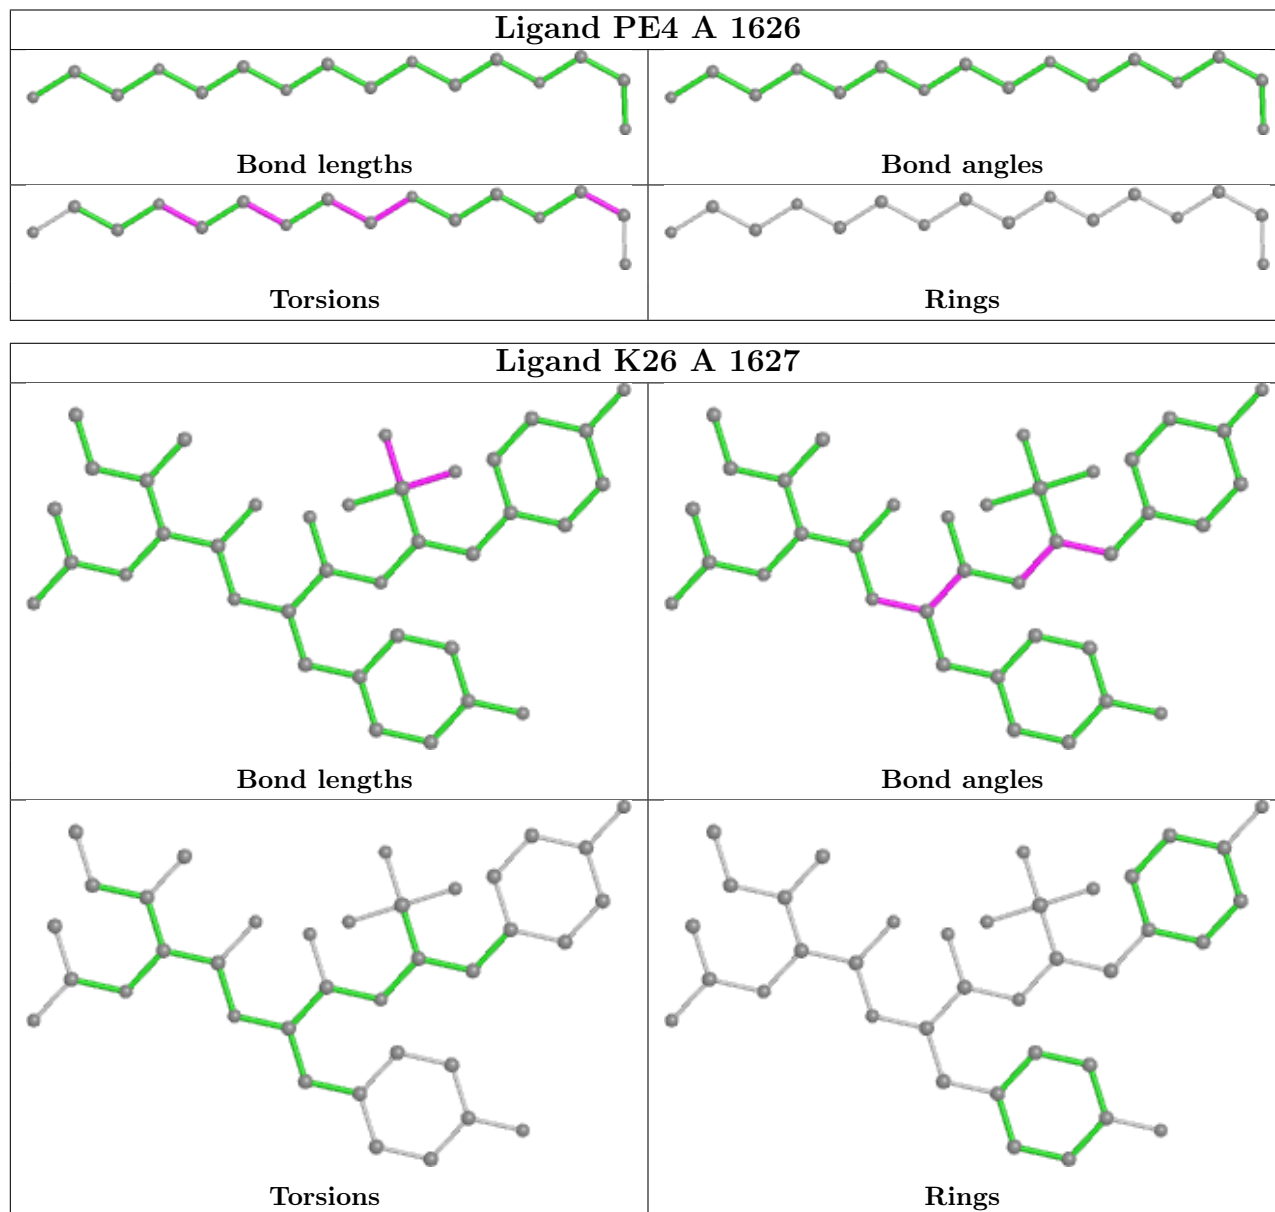 Ligand PE4 A 1626
Bond lengths
Bond angles
Torsions
Rings
Ligand K26 A 1627
Bond lengths
Bond angles
Torsions
Rings